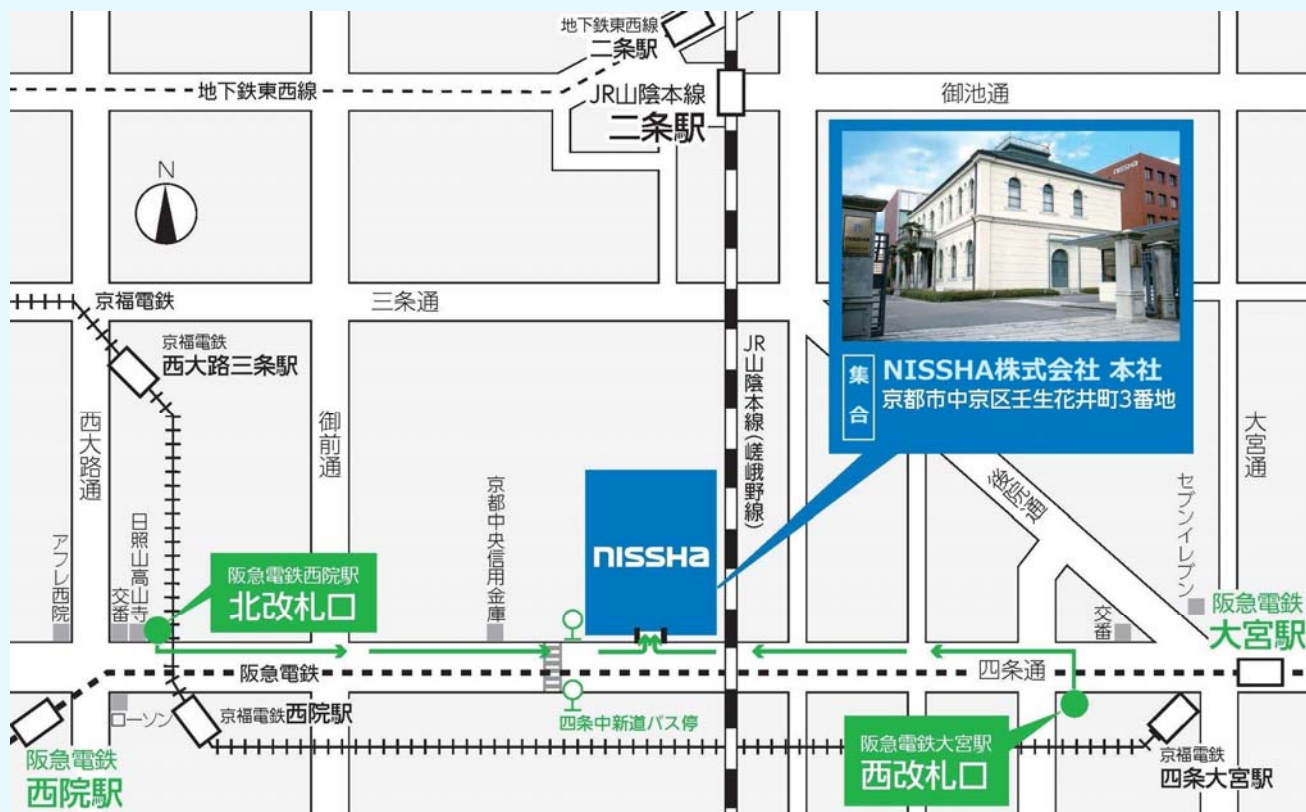 地下鉄東西線
二条駅
地下鉄東西線
JR山陰本線
二条駅
御池通
N
京福電鉄
三条通
京福電鉄
西大路三条駅
NISSHA
集合
NISSHA株式会社 本社
京都市中京区壬生花井町3番地
JR山陰本線(嵯峨野線)
西大路通
御前通
大宮通
後院通
セブンイレブン
京都中央信用金庫
NISSHA
アフレ西院
交番
日照山高山寺
阪急電鉄西院駅
北改札口
交番
阪急電鉄
大宮駅
阪急電鉄
四条通
ローソン
京福電鉄西院駅
四条中新道バス停
阪急電鉄大宮駅
西改札口
阪急電鉄
西院駅
京福電鉄
四条大宮駅